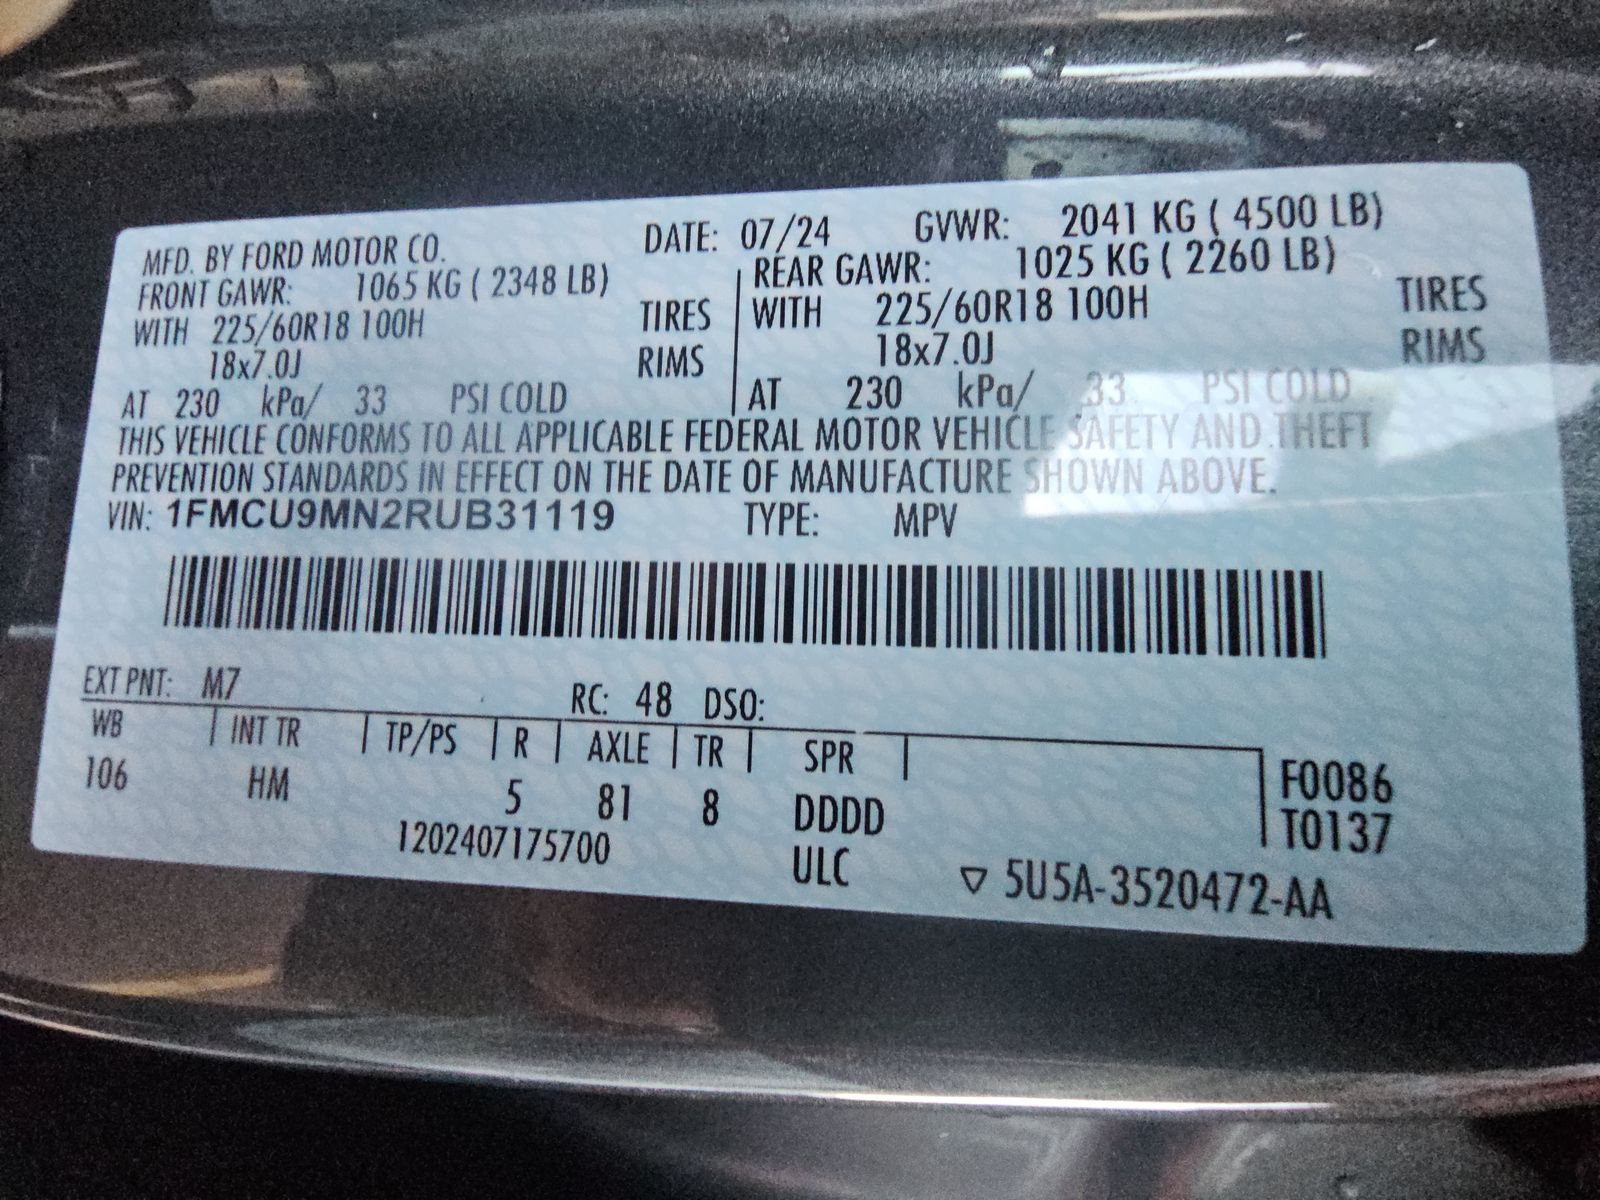 MFD. BY FORD MOTOR CO. DATE: 07/24 GVWR: 2041 KG ( 4500 LB)
FRONT GAWR: 1065 KG ( 2348 LB) REAR GAWR: 1025 KG ( 2260 LB)
WITH 225/60R18 100H TIRES WITH 225/60R18 100H TIRES
18x7.0J RIMS 18x7.0J RIMS
AT 230 kPa/ 33 PSI COLD AT 230 kPa/ 33 PSI COLD
THIS VEHICLE CONFORMS TO ALL APPLICABLE FEDERAL MOTOR VEHICLE SAFETY AND THEFT
PREVENTION STANDARDS IN EFFECT ON THE DATE OF MANUFACTURE SHOWN ABOVE.
VIN: 1FMCU9MN2RUB31119 TYPE: MPV
EXT PNT: M7 RC: 48 DSO:
WB | INT TR | TP/PS | R | AXLE | TR | SPR |
106 HM 5 81 8 DDDD
F0086
T0137
1202407175700 ULC ▽ 5U5A-3520472-AA